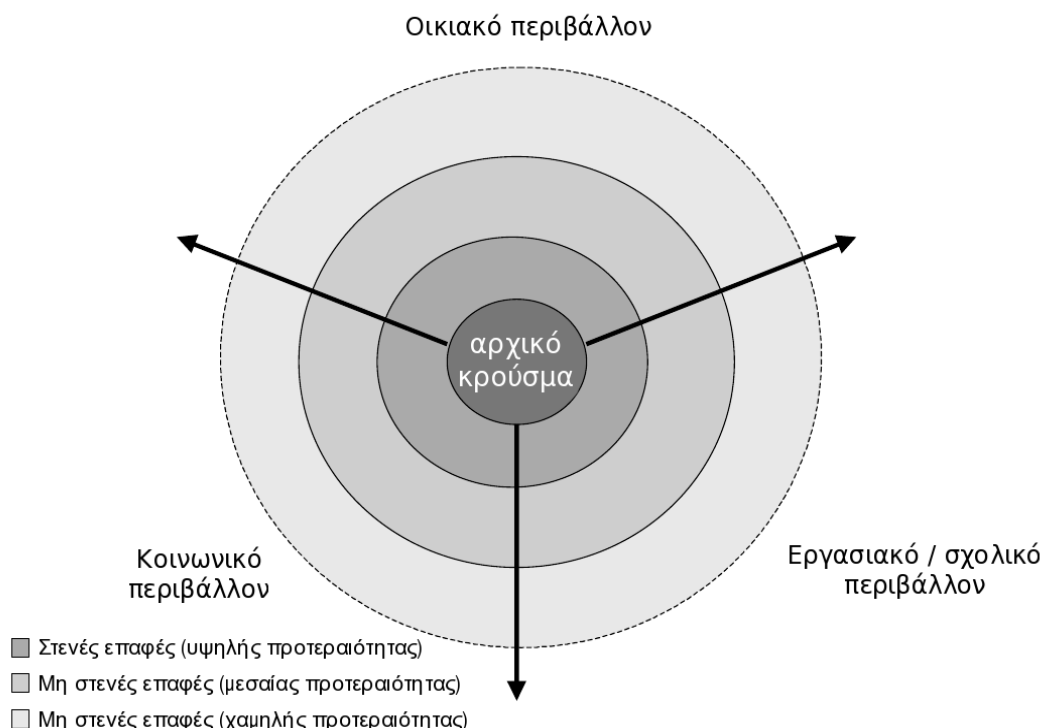 Οικιακό περιβάλλον
αρχικό
κρούσμα
Κοινωνικό
περιβάλλον
Εργασιακό / σχολικό
περιβάλλον
Στενές επαφές (υψηλής προτεραιότητας)
Μη στενές επαφές (μεσαίας προτεραιότητας)
Μη στενές επαφές (χαμηλής προτεραιότητας)